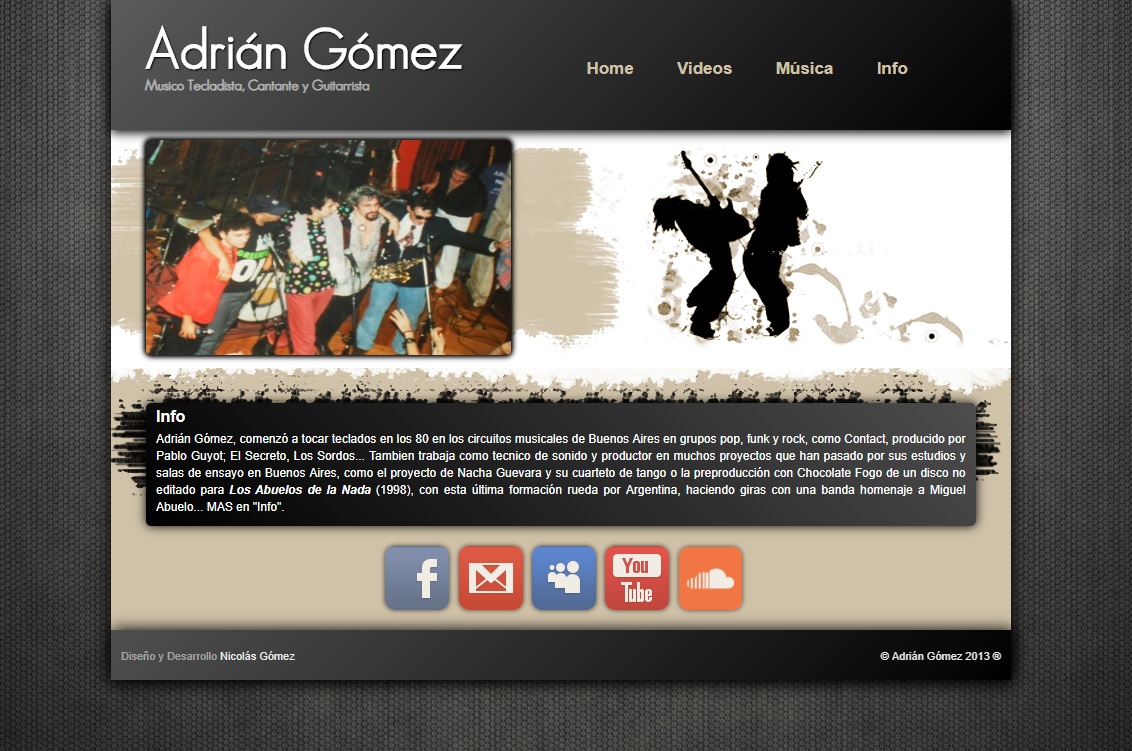 Adrián Gómez
Musico Tecladista, Cantante y Guitarrista
Home Videos Música Info
Info
Adrián Gómez, comenzó a tocar teclados en los 80 en los circuitos musicales de Buenos Aires en grupos pop, funk y rock, como Contact, producido por
Pablo Guyot; El Secreto, Los Sordos... Tambien trabaja como tecnico de sonido y productor en muchos proyectos que han pasado por sus estudios y
salas de ensayo en Buenos Aires, como el proyecto de Nacha Guevara y su cuarteto de tango o la preproducción con Chocolate Fogo de un disco no
editado para Los Abuelos de la Nada (1998), con esta última formación rueda por Argentina, haciendo giras con una banda homenaje a Miguel
Abuelo... MAS en "Info".
f
You
Tube
Diseño y Desarrollo Nicolás Gómez
© Adrián Gómez 2013 ®